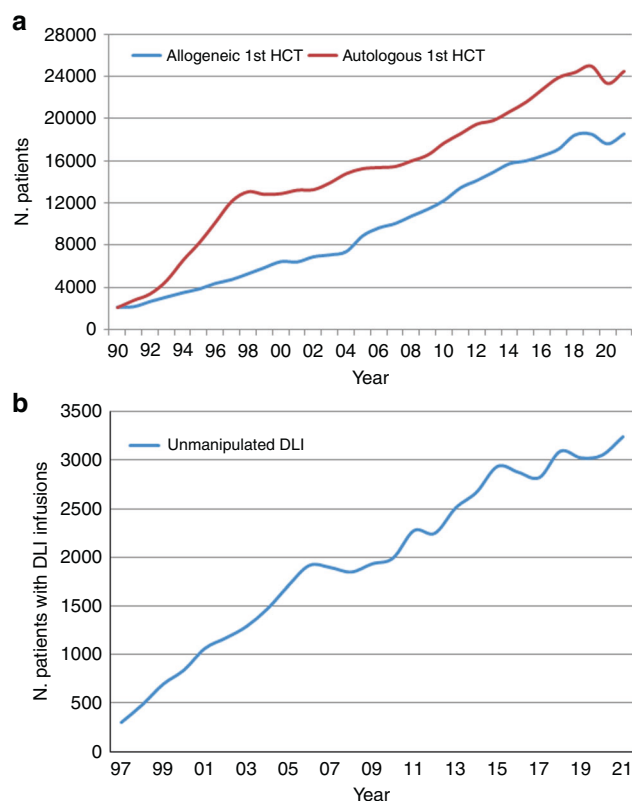 a
28000
24000
20000
16000
12000
8000
4000
0
N. patients
Allogeneic 1st HCT Autologous 1st HCT
90 92 94 96 98 00 02 04 06 08 10 12 14 16 18 20
Year
b
3500
3000
2500
2000
1500
1000
500
0
N. patients with DLI infusions
Unmanipulated DLI
97 99 01 03 05 07 09 11 13 15 17 19 21
Year